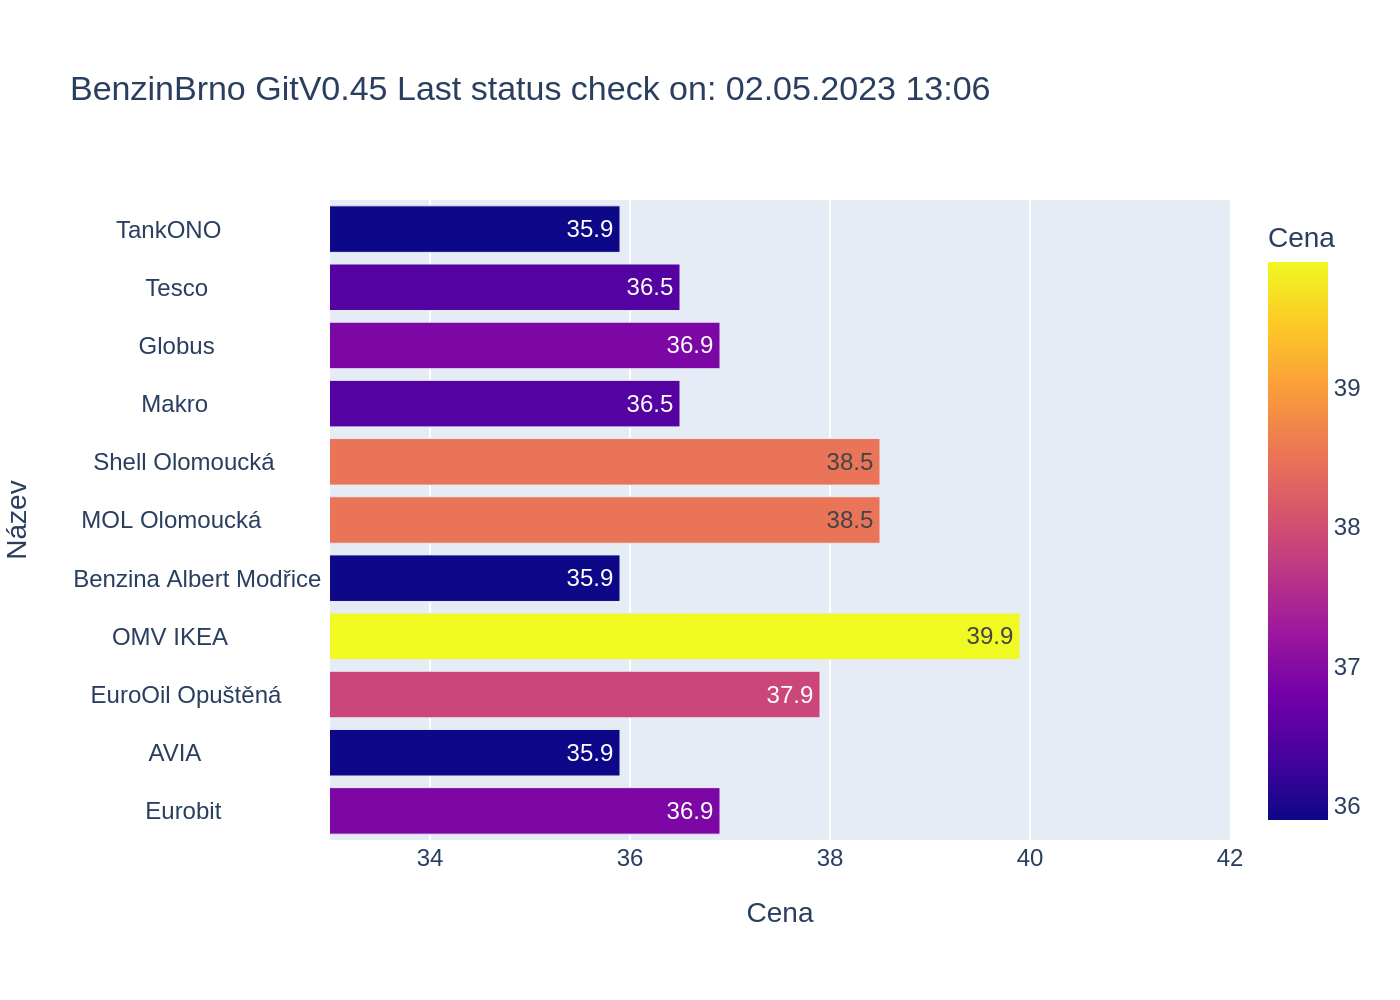 BenzinBrno GitV0.45 Last status check on: 02.05.2023 13:06
Název
TankONO 35.9
Tesco 36.5
Globus 36.9
Makro 36.5
Shell Olomoucká 38.5
MOL Olomoucká 38.5
Benzina Albert Modřice 35.9
OMV IKEA 39.9
EuroOil Opuštěná 37.9
AVIA 35.9
Eurobit 36.9
34 36 38 40 42
Cena
Cena
39
38
37
36